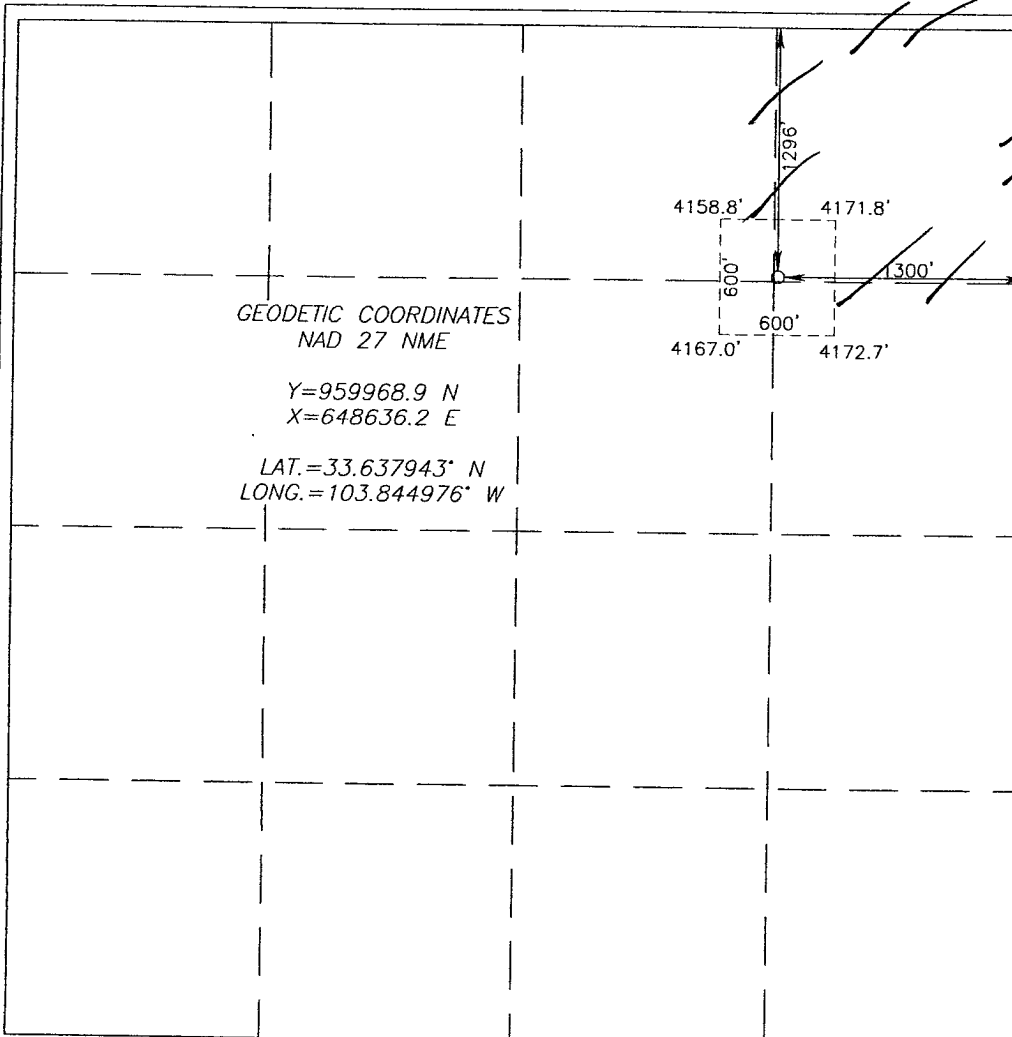 1296'
4158.8' 4171.8'
600'
1300'
600'
4167.0' 4172.7'
GEODETIC COORDINATES
NAD 27 NME
Y=959968.9 N
X=648636.2 E
LAT.=33.637943° N
LONG.=103.844976° W